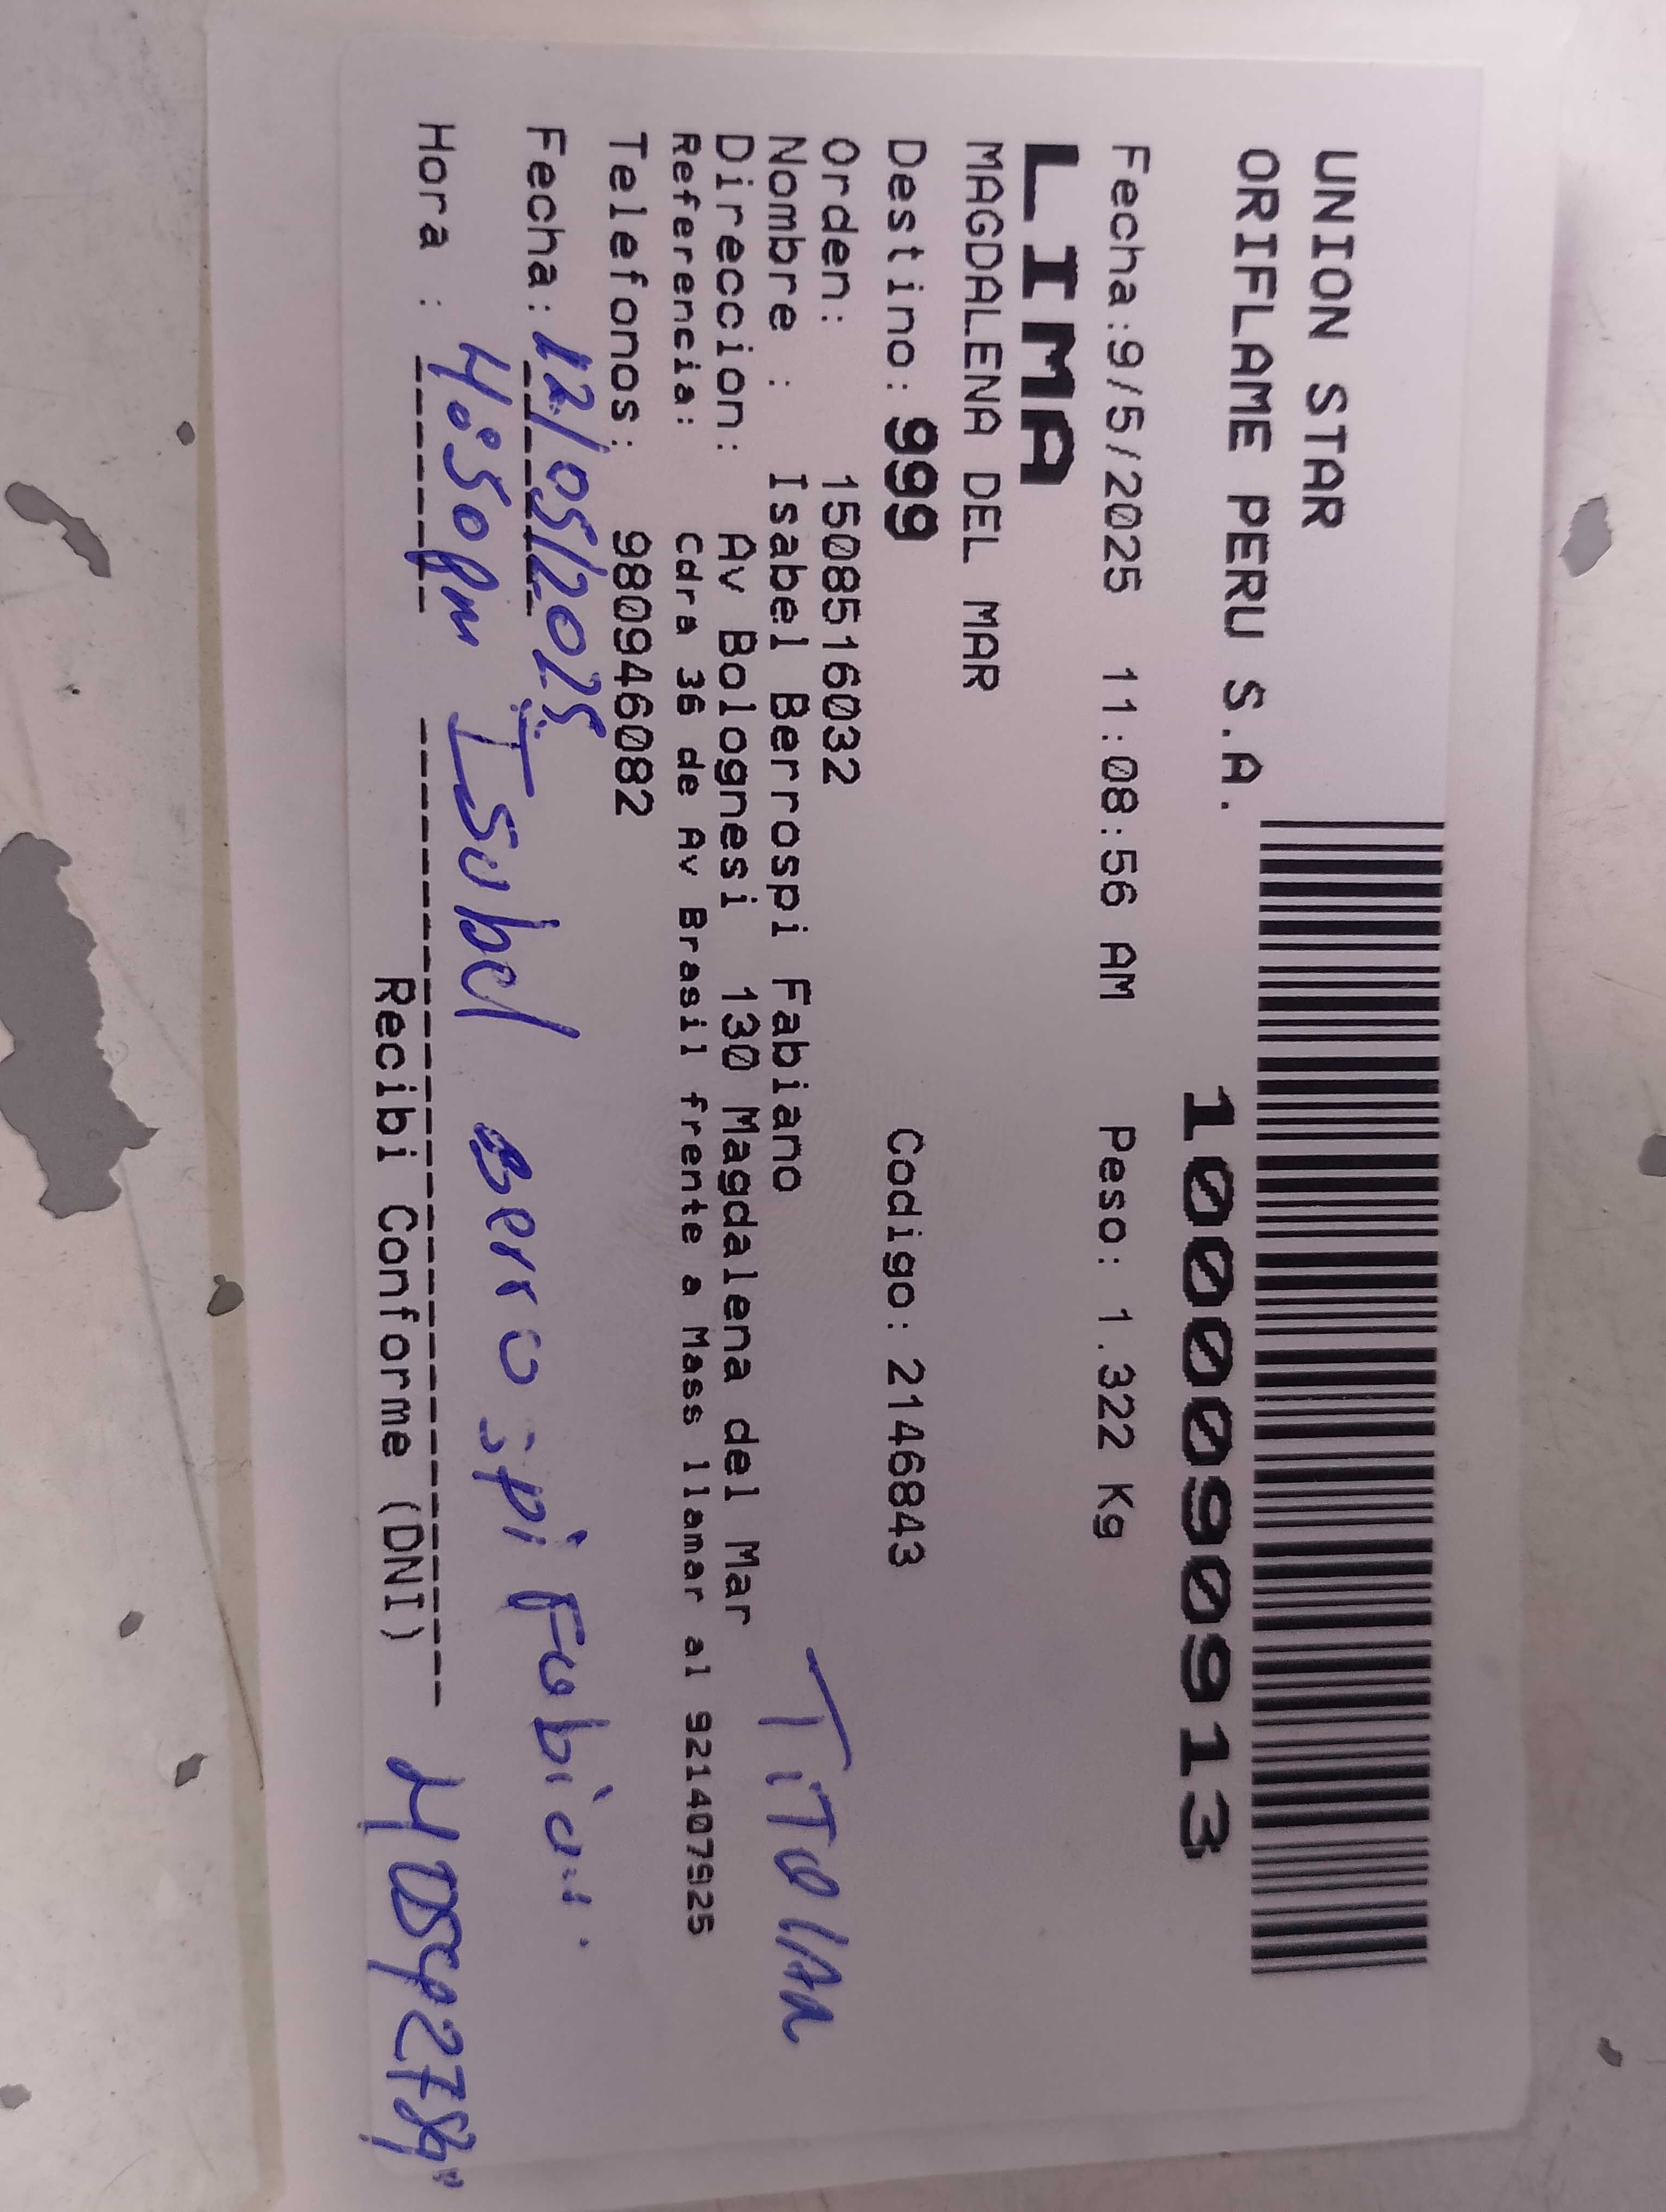 UNION STAR
ORIFLAME PERU S.A.
10000909913
Fecha:9/5/2025 11:08:56 AM Peso: 1.322 Kg
LIMA
MAGDALENA DEL MAR
Destino: 999 Codigo: 2146843
Orden: 1508516032
Nombre : Isabel Berrospi Fabiano
Direccion: Av Bolognesi 130 Magdalena del Mar
Referencia: Cdra 36 de Av Brasil frente a Mass llamar al 921407925
Telefonos: 980946082
TiTULAR
Fecha: 12/05/2025
Hora : 4:50pm Isabel Berrospi Fabian
Recibi Conforme (DNI)